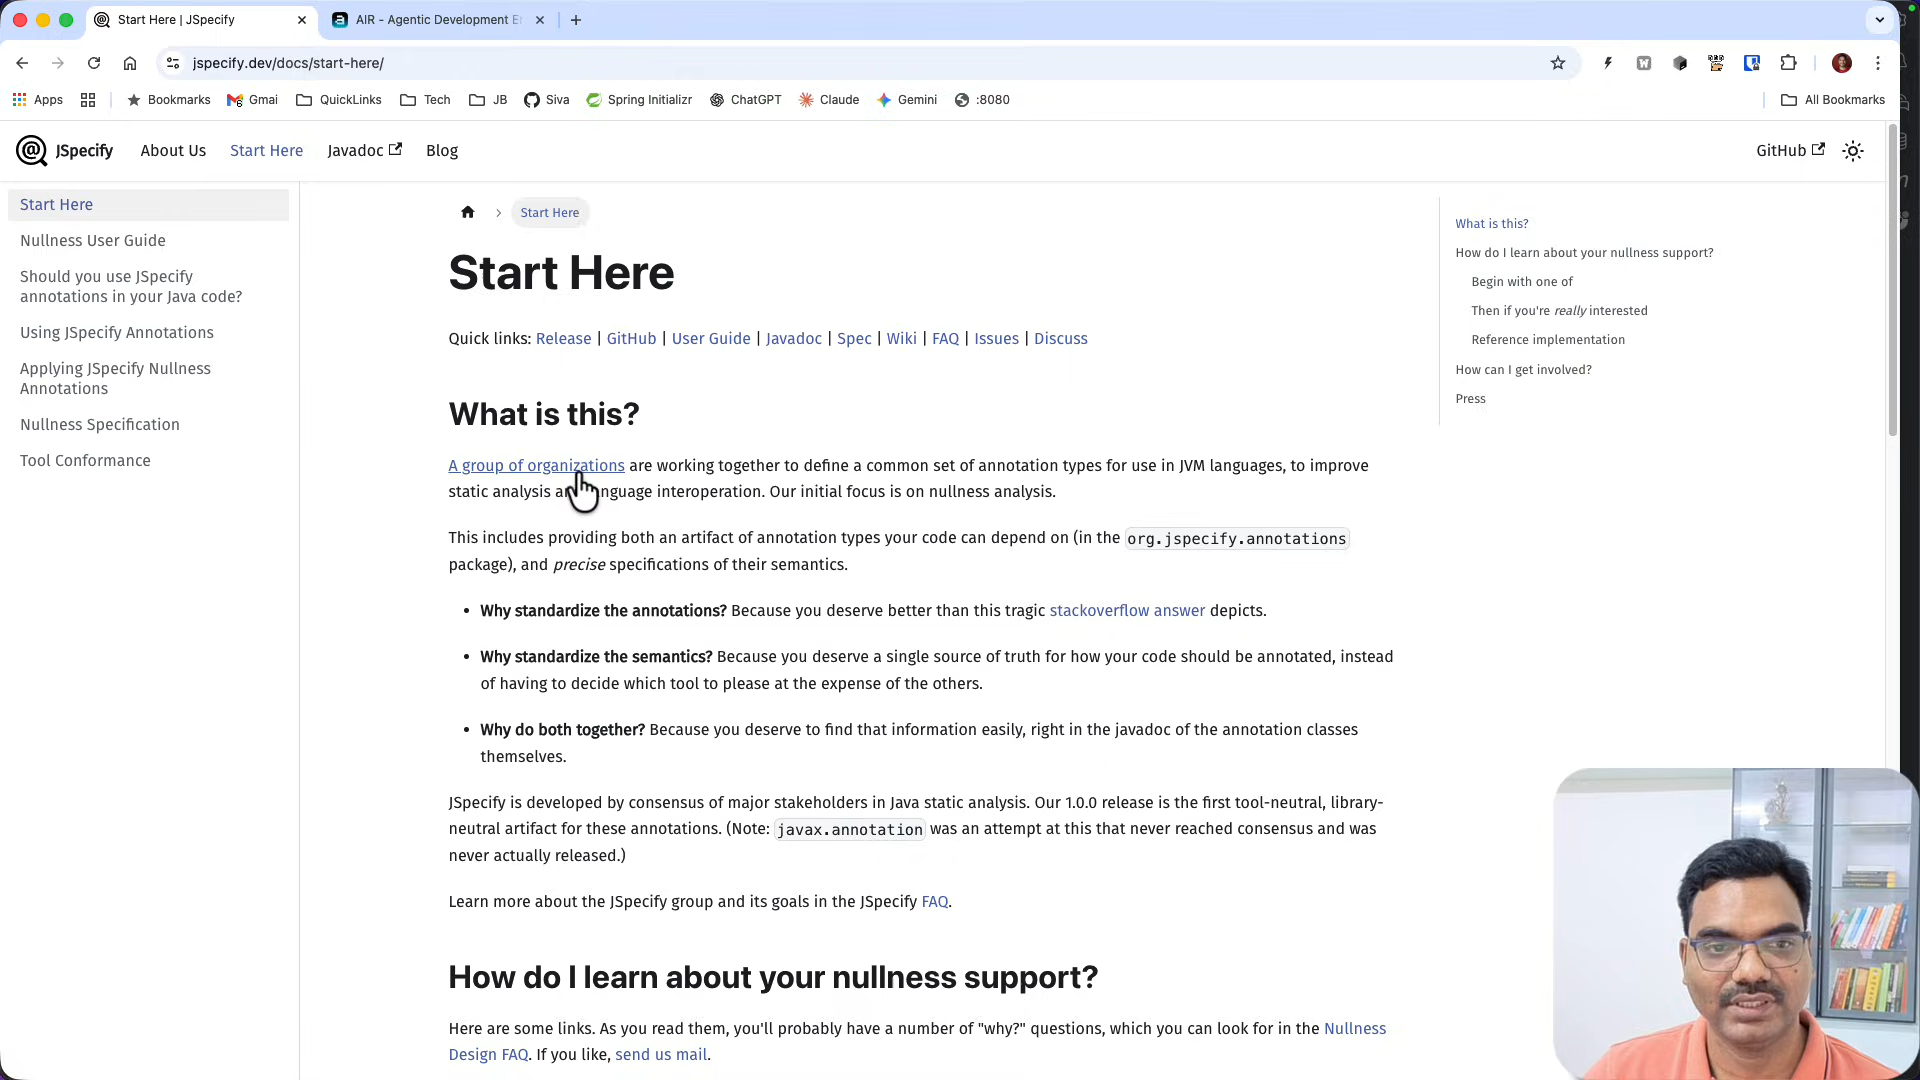 Start Here | JSpecify
AIR - Agentic Development E
jspecify.dev/docs/start-here/
Apps
Bookmarks
Gmai
QuickLinks
Tech
JB
Siva
Spring Initializr
ChatGPT
Claude
Gemini
:8080
All Bookmarks
JSpecify
About Us
Start Here
Javadoc
Blog
GitHub
Start Here
Nullness User Guide
Should you use JSpecify
annotations in your Java code?
Using JSpecify Annotations
Applying JSpecify Nullness
Annotations
Nullness Specification
Tool Conformance
Start Here
Start Here
Quick links: Release | GitHub | User Guide | Javadoc | Spec | Wiki | FAQ | Issues | Discuss
What is this?
A group of organizations are working together to define a common set of annotation types for use in JVM languages, to improve
static analysis a nguage interoperation. Our initial focus is on nullness analysis.
This includes providing both an artifact of annotation types your code can depend on (in the org.jspecify.annotations
package), and precise specifications of their semantics.
• Why standardize the annotations? Because you deserve better than this tragic stackoverflow answer depicts.
• Why standardize the semantics? Because you deserve a single source of truth for how your code should be annotated, instead
of having to decide which tool to please at the expense of the others.
• Why do both together? Because you deserve to find that information easily, right in the javadoc of the annotation classes
themselves.
JSpecify is developed by consensus of major stakeholders in Java static analysis. Our 1.0.0 release is the first tool-neutral, library-
neutral artifact for these annotations. (Note: javax.annotation was an attempt at this that never reached consensus and was
never actually released.)
Learn more about the JSpecify group and its goals in the JSpecify FAQ.
How do I learn about your nullness support?
Here are some links. As you read them, you'll probably have a number of "why?" questions, which you can look for in the Nullness
Design FAQ. If you like, send us mail.
What is this?
How do I learn about your nullness support?
Begin with one of
Then if you're really interested
Reference implementation
How can I get involved?
Press